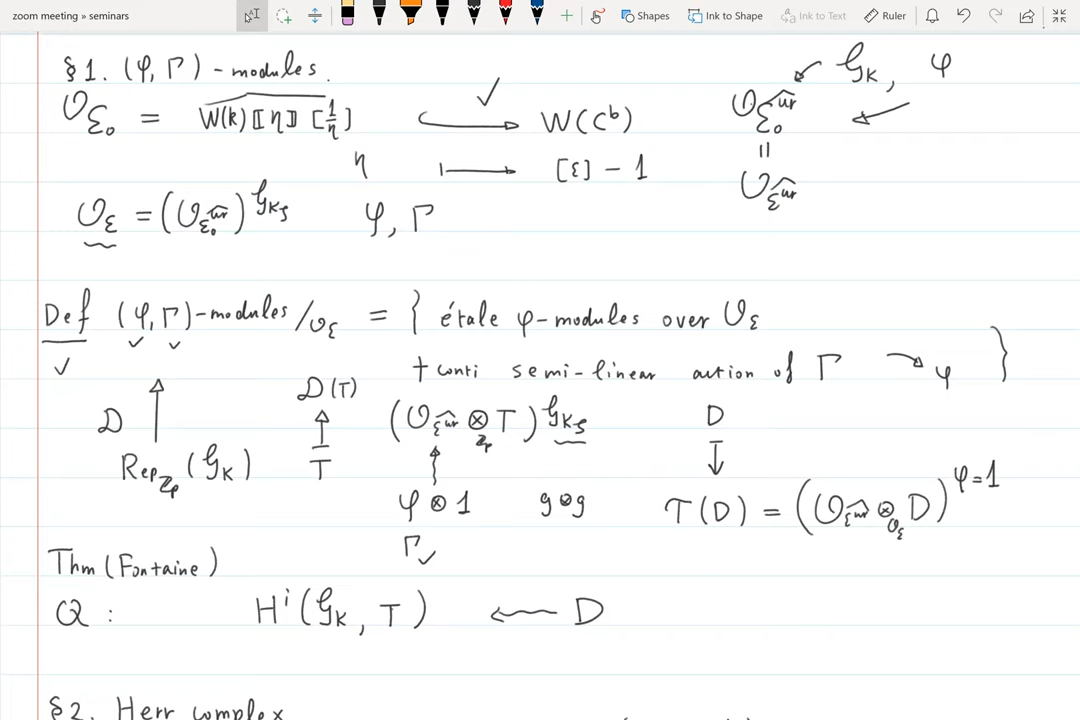 zoom meeting » seminars
Shapes Ink to Shape Ink to Text Ruler
§1. (φ, Γ) - modules.
𝒢_K, φ
𝒪_{ℰ_0} = \widehat{W(k)[[η]][1/η]} ↪ W(C^♭) ✓
𝒪_{\widehat{ℰ_0^{ur}}}
η ↦ [ε] - 1
=
𝒪_{\widehat{ℰ^{ur}}}
𝒪_ℰ = (𝒪_{\widehat{ℰ_0^{ur}}})^{𝒢_{K_ζ}} φ, Γ
Def (φ, Γ)-modules/𝒪_ℰ = { étale φ-modules over 𝒪_ℰ
+ conti semi-linear action of Γ ↷ φ }
D ↑ D(T) ↑ (𝒪_{\widehat{ℰ^{ur}}} ⊗_{ℤ_p} T)^{𝒢_{K_ζ}} D
Rep_{ℤ_p}(𝒢_K) T ↑ ↧
φ ⊗ 1 g ⊗ g T(D) = (𝒪_{\widehat{ℰ^{ur}}} ⊗_{𝒪_ℰ} D)^{φ=1}
Γ ✓
Thm (Fontaine)
Q : H^i(𝒢_K, T) ← D
§2. Herr complex